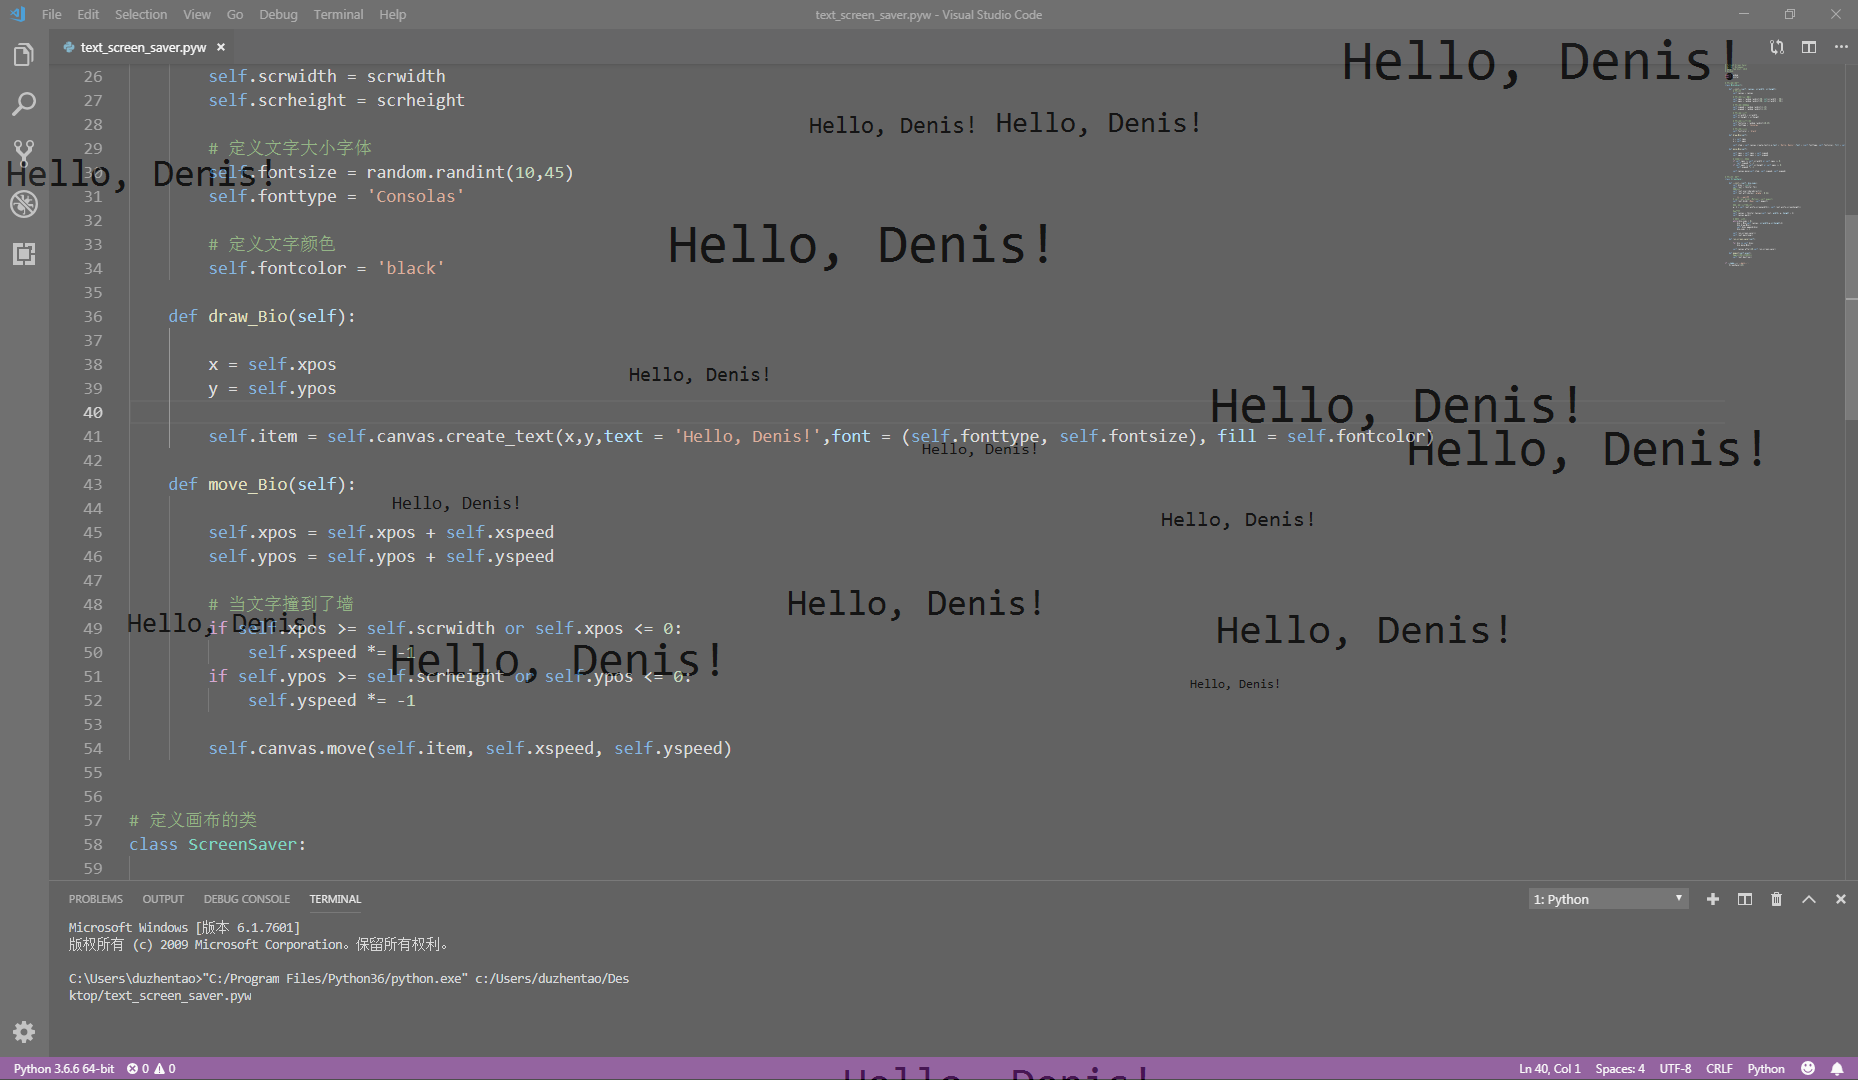 File Edit Selection View Go Debug Terminal Help
text_screen_saver.pyw - Visual Studio Code
text_screen_saver.pyw
Hello, Denis!
26 self.scrwidth = scrwidth
27 self.scrheight = scrheight
Hello, Denis! Hello, Denis!
28
29 # 定义文字大小字体
30 self.fontsize = random.randint(10,45)
Hello, Denis!
31 self.fonttype = 'Consolas'
32
33 # 定义文字颜色
Hello, Denis!
34 self.fontcolor = 'black'
35
36 def draw_Bio(self):
37
38 x = self.xpos
Hello, Denis!
39 y = self.ypos
40
Hello, Denis!
41 self.item = self.canvas.create_text(x,y,text = 'Hello, Denis!',font = (self.fonttype, self.fontsize), fill = self.fontcolor)
Hello, Denis!
Hello, Denis!
42
43 def move_Bio(self):
44
Hello, Denis!
Hello, Denis!
45 self.xpos = self.xpos + self.xspeed
46 self.ypos = self.ypos + self.yspeed
47
48 # 当文字撞到了墙
Hello, Denis!
Hello, Denis!
49 if self.xpos >= self.scrwidth or self.xpos <= 0:
Hello, Denis!
50 self.xspeed *= -1
Hello, Denis!
51 if self.ypos >= self.scrheight or self.ypos <= 0:
Hello, Denis!
52 self.yspeed *= -1
53
54 self.canvas.move(self.item, self.xspeed, self.yspeed)
55
56
57 # 定义画布的类
58 class ScreenSaver:
59
PROBLEMS OUTPUT DEBUG CONSOLE TERMINAL 1: Python
Microsoft Windows [版本 6.1.7601]
版权所有 (c) 2009 Microsoft Corporation。保留所有权利。
C:\Users\duzhentao>"C:/Program Files/Python36/python.exe" c:/Users/duzhentao/Des
ktop/text_screen_saver.pyw
Python 3.6.6 64-bit 0 0 Ln 40, Col 1 Spaces: 4 UTF-8 CRLF Python
Hello, Denis!